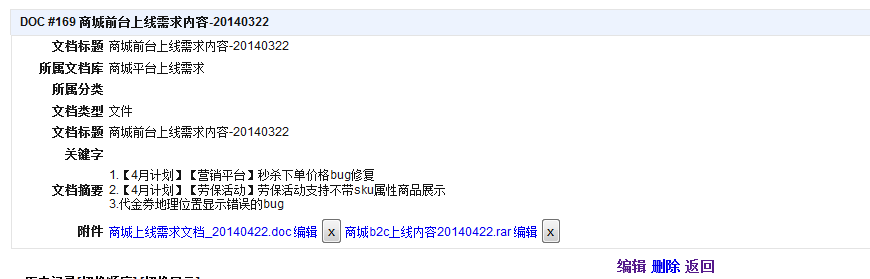 DOC #169 商城前台上线需求内容-20140322
文档标题 商城前台上线需求内容-20140322
所属文档库 商城平台上线需求
所属分类
文档类型 文件
文档标题 商城前台上线需求内容-20140322
关键字
1.【4月计划】【营销平台】秒杀下单价格bug修复
文档摘要 2.【4月计划】【劳保活动】劳保活动支持不带sku属性商品展示
3.代金券地理位置显示错误的bug
附件 商城上线需求文档_20140422.doc 编辑 x 商城b2c上线内容20140422.rar 编辑 x
编辑 删除 返回